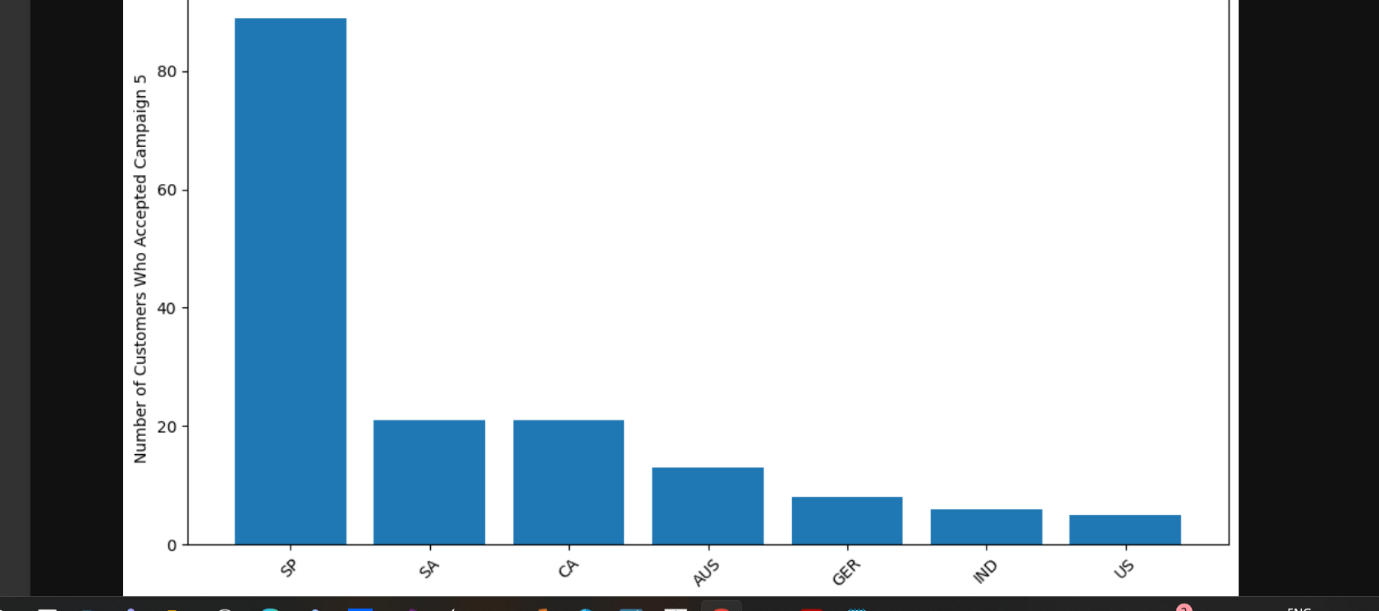 Number of Customers Who Accepted Campaign 5
80
60
40
20
0
SP
SA
CA
AUS
GER
IND
US